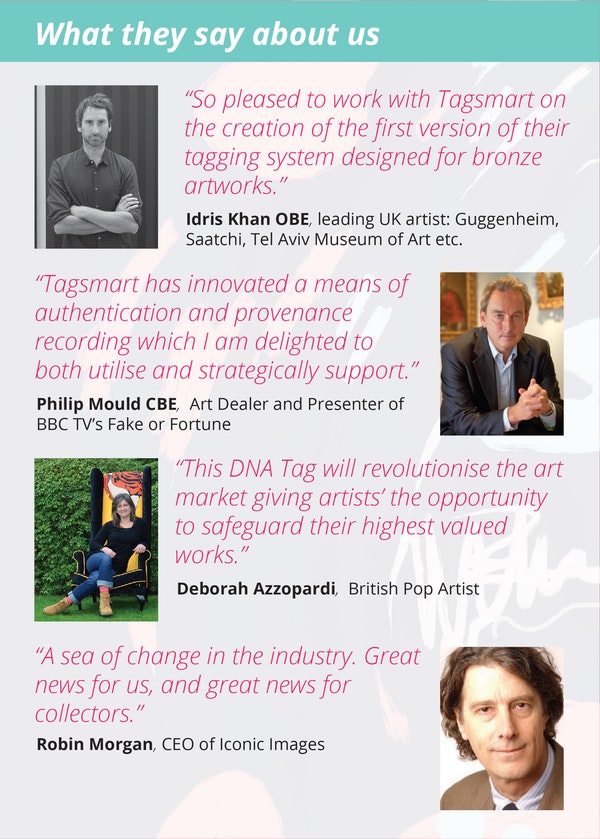 What they say about us
“So pleased to work with Tagsmart on
the creation of the first version of their
tagging system designed for bronze
artworks.”
Idris Khan OBE, leading UK artist: Guggenheim,
Saatchi, Tel Aviv Museum of Art etc.
“Tagsmart has innovated a means of
authentication and provenance
recording which I am delighted to
both utilise and strategically support.”
Philip Mould CBE, Art Dealer and Presenter of
BBC TV’s Fake or Fortune
“This DNA Tag will revolutionise the art
market giving artists’ the opportunity
to safeguard their highest valued
works.”
Deborah Azzopardi, British Pop Artist
“A sea of change in the industry. Great
news for us, and great news for
collectors.”
Robin Morgan, CEO of Iconic Images